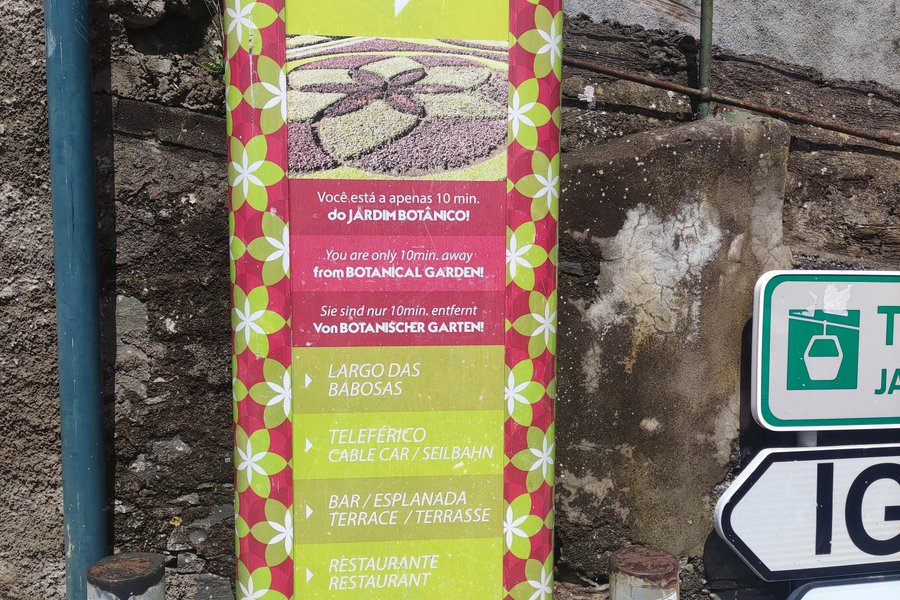 Você está a apenas 10 min.
do JARDIM BOTÂNICO!
You are only 10min. away
from BOTANICAL GARDEN!
Sie sind nur 10min. entfernt
Von BOTANISCHER GARTEN!
LARGO DAS
BABOSAS
TELEFÉRICO
CABLE CAR / SEILBAHN
BAR / ESPLANADA
TERRACE / TERRASSE
RESTAURANTE
RESTAURANT